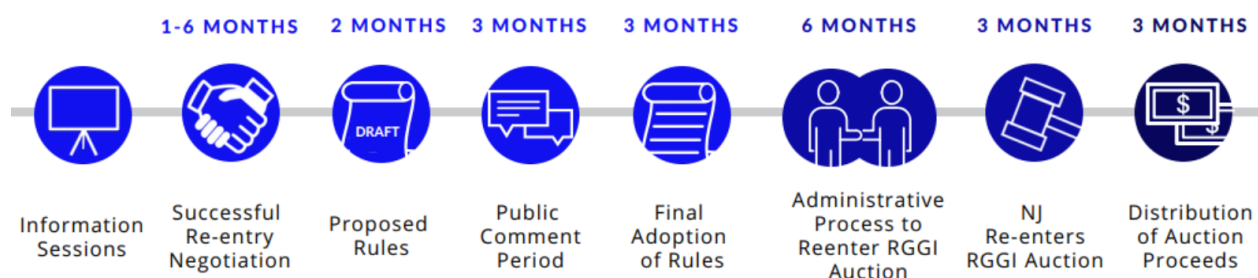 1-6 MONTHS
2 MONTHS
3 MONTHS
3 MONTHS
6 MONTHS
3 MONTHS
3 MONTHS
DRAFT
$
$
Information
Sessions
Successful
Re-entry
Negotiation
Proposed
Rules
Public
Comment
Period
Final
Adoption
of Rules
Administrative
Process to
Reenter RGGI
Auction
NJ
Re-enters
RGGI Auction
Distribution
of Auction
Proceeds